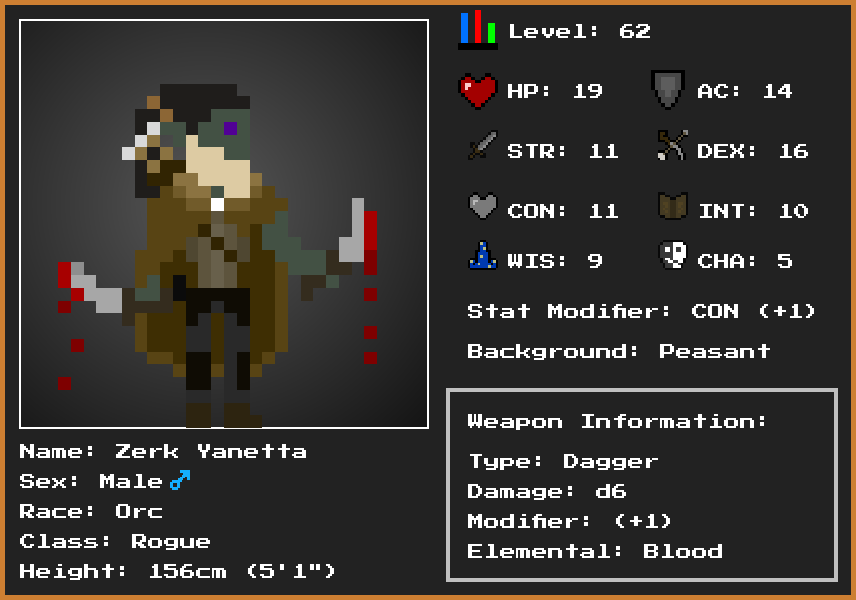 Level: 62
HP: 19
AC: 14
STR: 11
DEX: 16
CON: 11
INT: 10
WIS: 9
CHA: 5
Stat Modifier: CON (+1)
Background: Peasant
Weapon Information:
Type: Dagger
Damage: d6
Modifier: (+1)
Elemental: Blood
Name: Zerk Yanetta
Sex: Male♂
Race: Orc
Class: Rogue
Height: 156cm (5'1")